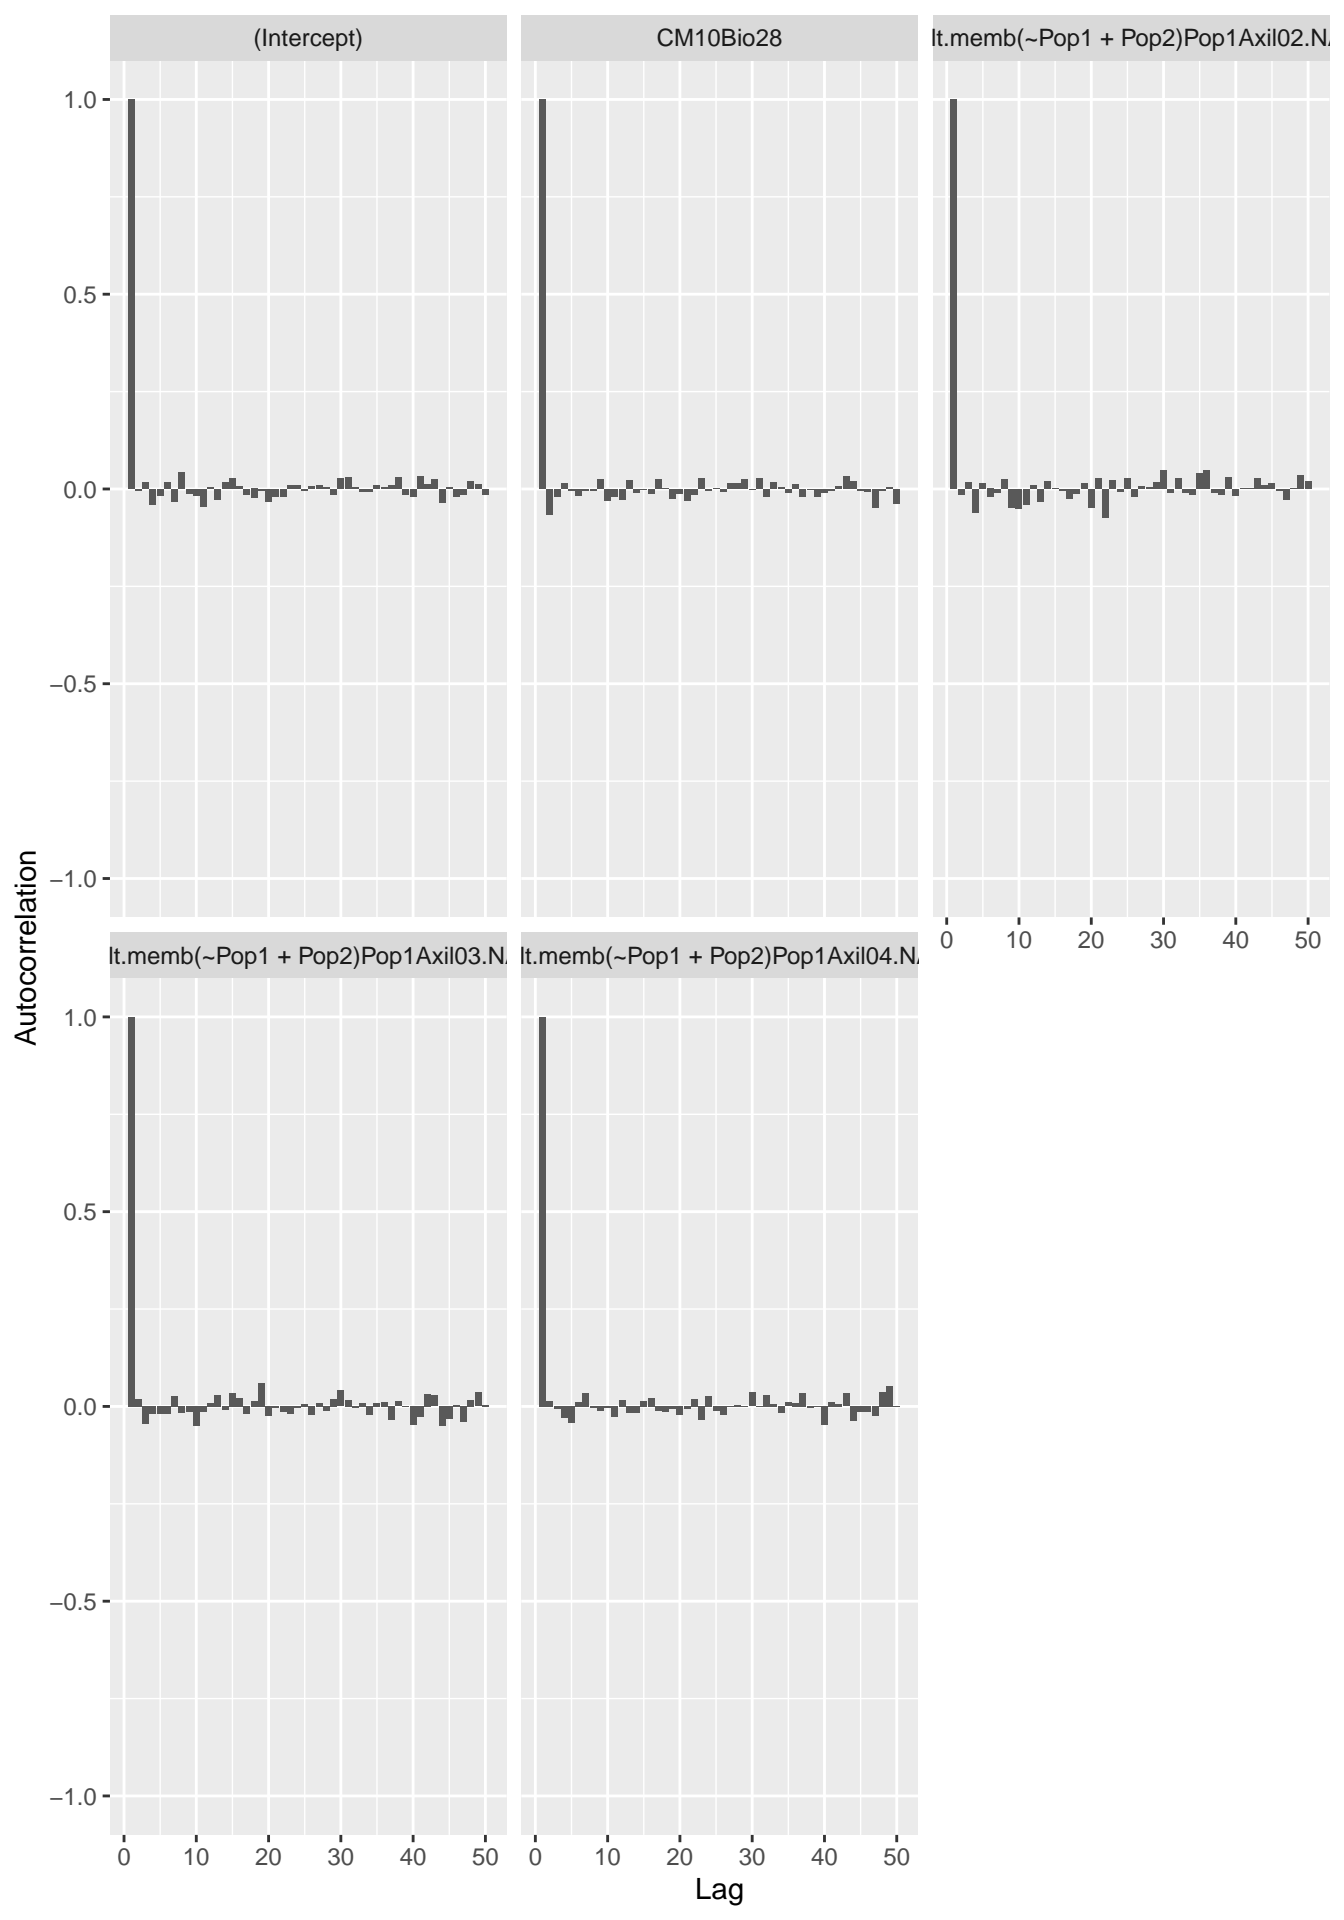 (Intercept)
CM10Bio28
lt.memb(~Pop1 + Pop2)Pop1Axil02.N
1.0
0.5
0.0
−0.5
−1.0
0 10 20 30 40 50
lt.memb(~Pop1 + Pop2)Pop1Axil03.N
lt.memb(~Pop1 + Pop2)Pop1Axil04.N
1.0
0.5
0.0
−0.5
−1.0
0 10 20 30 40 50
0 10 20 30 40 50
Lag
Autocorrelation